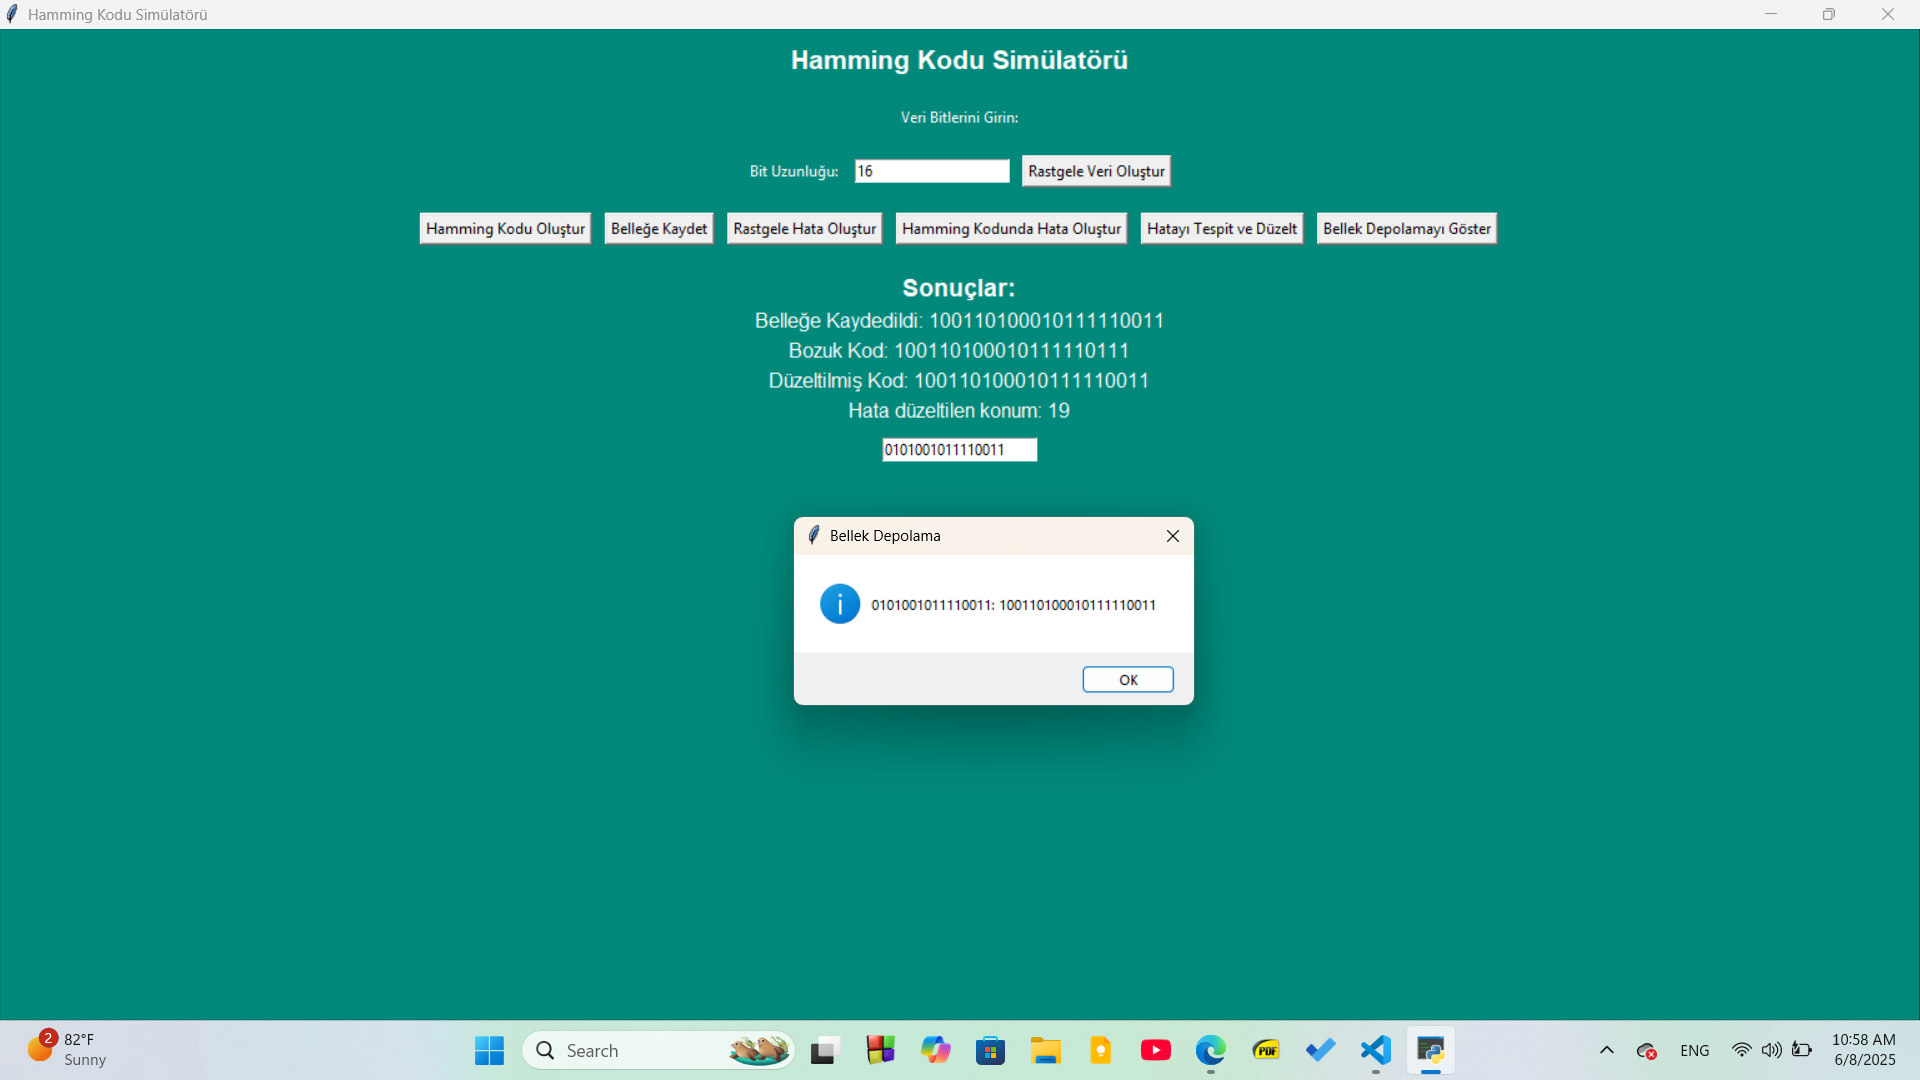 Hamming Kodu Simülatörü
Hamming Kodu Simülatörü
Veri Bitlerini Girin:
Bit Uzunluğu: 16 Rastgele Veri Oluştur
Hamming Kodu Oluştur Belleğe Kaydet Rastgele Hata Oluştur Hamming Kodunda Hata Oluştur Hatayı Tespit ve Düzelt Bellek Depolamayı Göster
Sonuçlar:
Belleğe Kaydedildi: 100110100010111110011
Bozuk Kod: 100110100010111110111
Düzeltilmiş Kod: 100110100010111110011
Hata düzeltilen konum: 19
0101001011110011
Bellek Depolama
0101001011110011: 100110100010111110011
OK
2 82°F
Sunny
Search
PDF
ENG
10:58 AM
6/8/2025